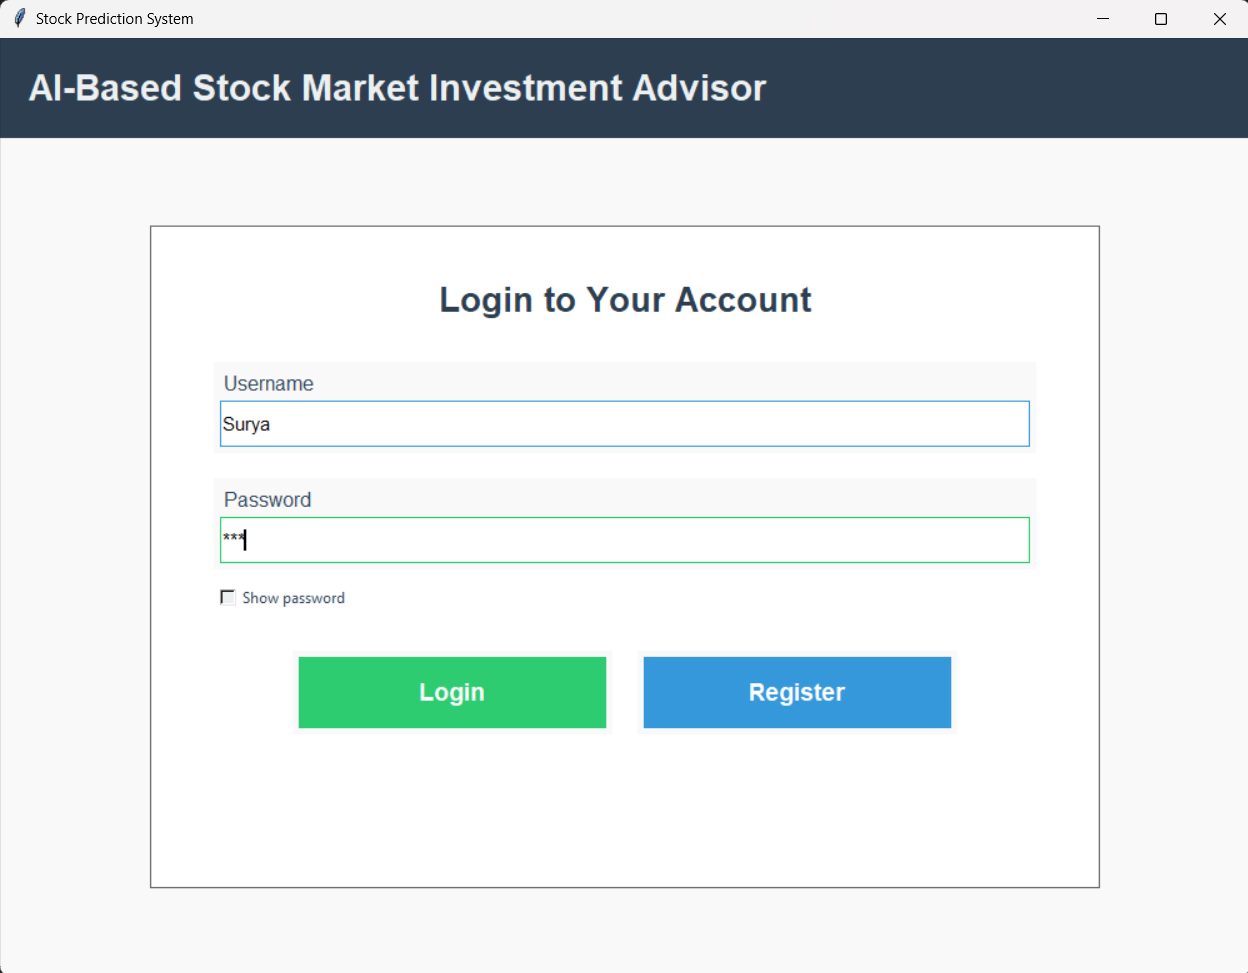 Stock Prediction System
AI-Based Stock Market Investment Advisor
Login to Your Account
Username
Surya
Password
***
Show password
Login Register